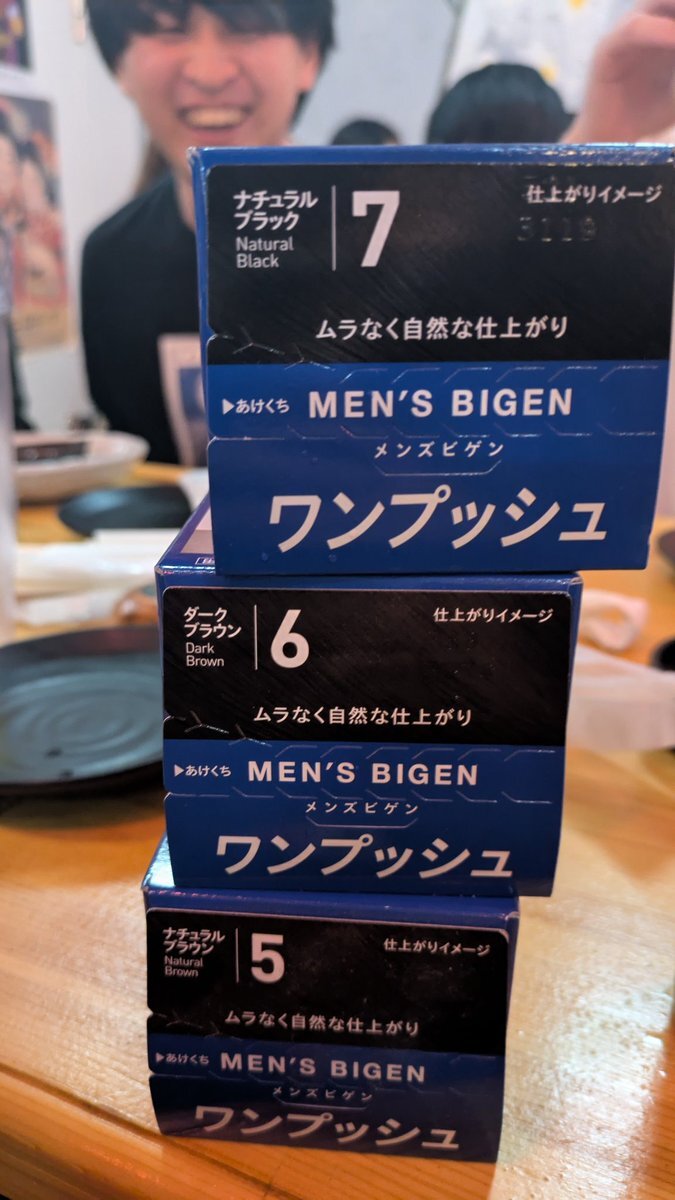 ナチュラル
ブラック
Natural
Black
7
仕上がりイメージ
3119
ムラなく自然な仕上がり
▶あけくち MEN'S BIGEN
メンズビゲン
ワンプッシュ
ダーク
ブラウン
Dark
Brown
6
仕上がりイメージ
ムラなく自然な仕上がり
▶あけくち MEN'S BIGEN
メンズビゲン
ワンプッシュ
ナチュラル
ブラウン
Natural
Brown
5
仕上がりイメージ
ムラなく自然な仕上がり
▶あけくち MEN'S BIGEN
メンズビゲン
ワンプッシュ